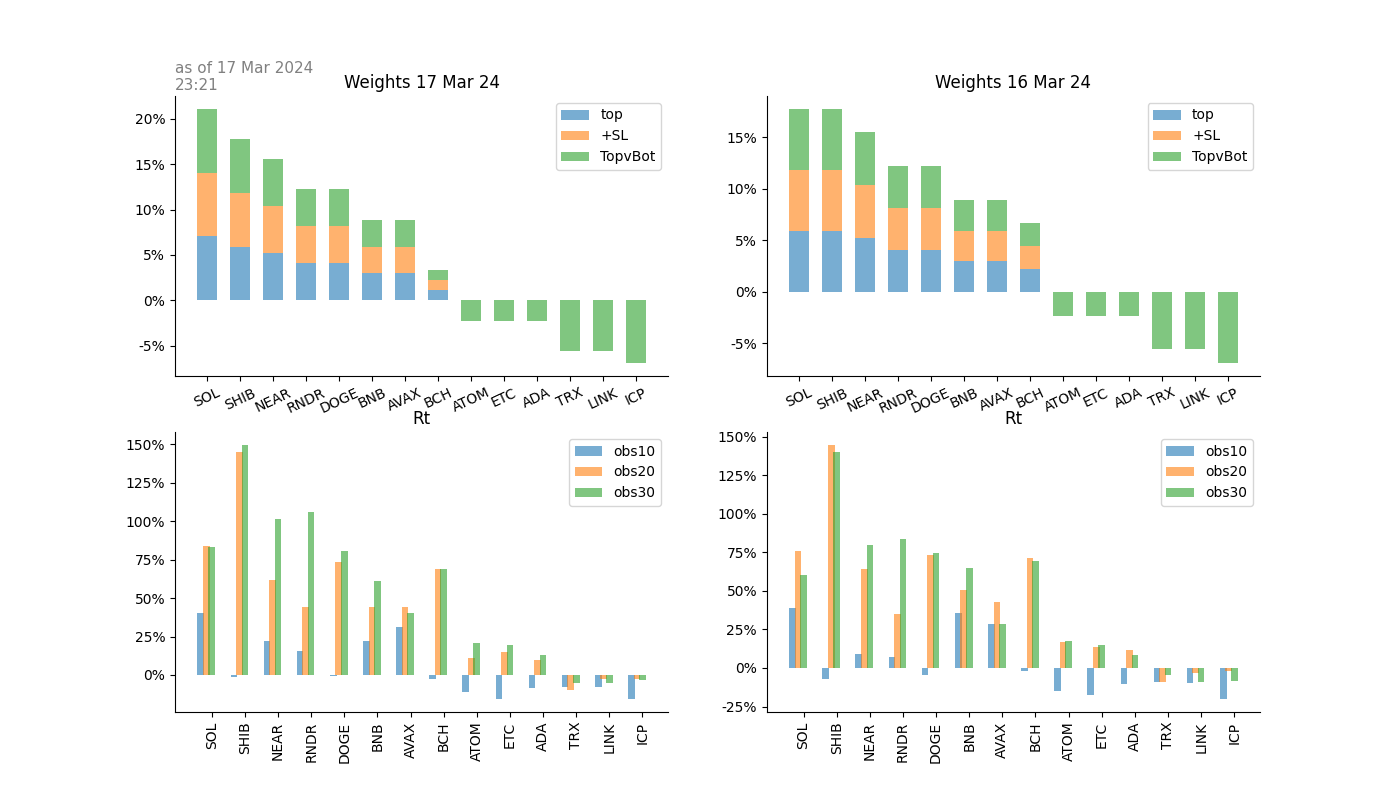 as of 17 Mar 2024
23:21
Weights 17 Mar 24
20%
15%
10%
5%
0%
-5%
top
+SL
TopvBot
SOL SHIB NEAR RNDR DOGE BNB AVAX BCH ATOM ETC ADA TRX LINK ICP
Weights 16 Mar 24
15%
10%
5%
0%
-5%
top
+SL
TopvBot
SOL SHIB NEAR RNDR DOGE BNB AVAX BCH ATOM ETC ADA TRX LINK ICP
Rt
150%
125%
100%
75%
50%
25%
0%
obs10
obs20
obs30
SOL SHIB NEAR RNDR DOGE BNB AVAX BCH ATOM ETC ADA TRX LINK ICP
Rt
150%
125%
100%
75%
50%
25%
0%
-25%
obs10
obs20
obs30
SOL SHIB NEAR RNDR DOGE BNB AVAX BCH ATOM ETC ADA TRX LINK ICP